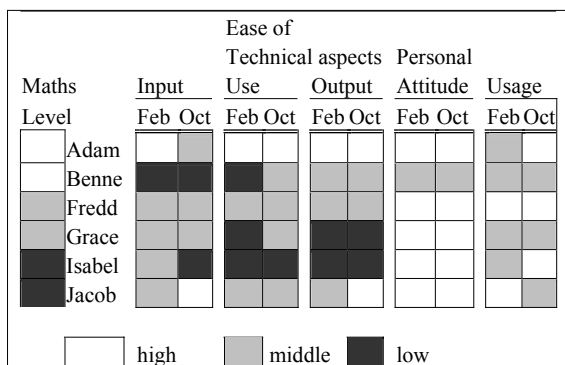 Ease of
Technical aspects Personal
Maths Input Use Output Attitude Usage
Level Feb Oct Feb Oct Feb Oct Feb Oct Feb Oct
Adam
Benne
Fredd
Grace
Isabel
Jacob
high middle low